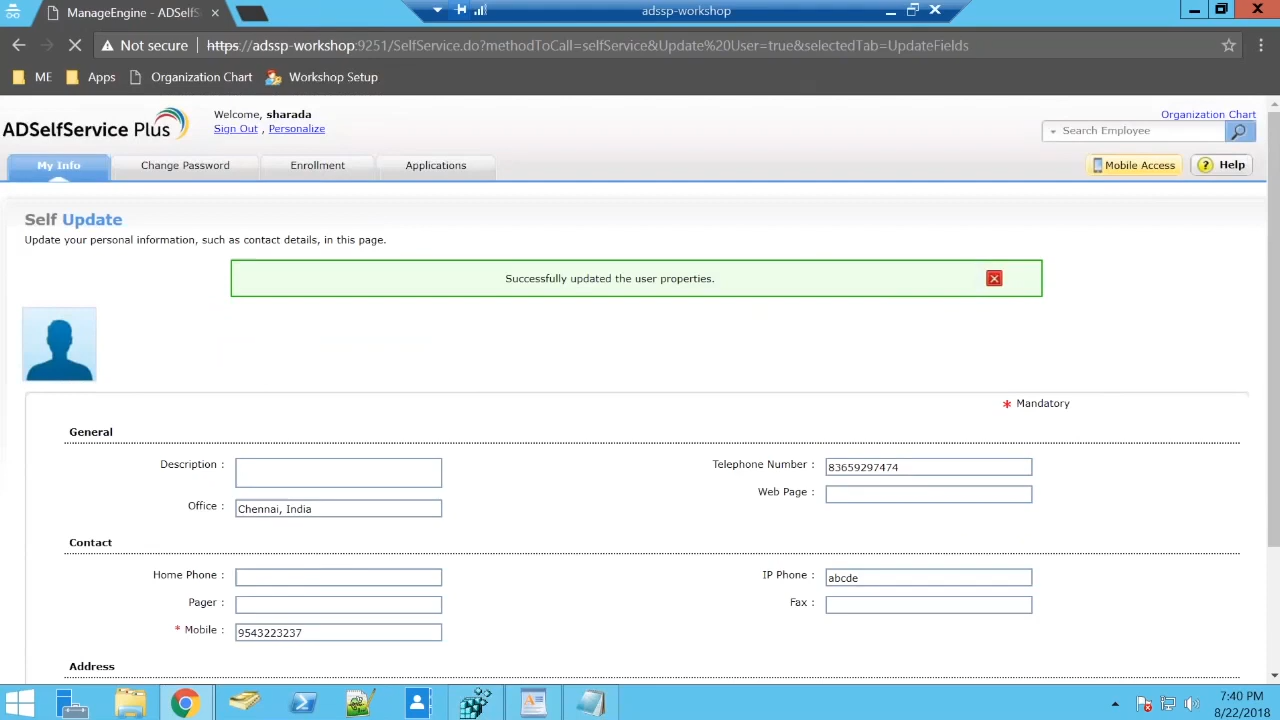 ManageEngine - ADSelfS
adssp-workshop
Not secure https://adssp-workshop:9251/SelfService.do?methodToCall=selfService&Update%20User=true&selectedTab=UpdateFields
ME Apps Organization Chart Workshop Setup
ADSelfService Plus
Welcome, sharada
Sign Out , Personalize
Organization Chart
Search Employee
My Info Change Password Enrollment Applications Mobile Access ? Help
Self Update
Update your personal information, such as contact details, in this page.
Successfully updated the user properties.
* Mandatory
General
Description :
Telephone Number : 83659297474
Web Page :
Office : Chennai, India
Contact
Home Phone :
IP Phone : abcde
Pager :
Fax :
* Mobile : 9543223237
Address
7:40 PM
8/22/2018